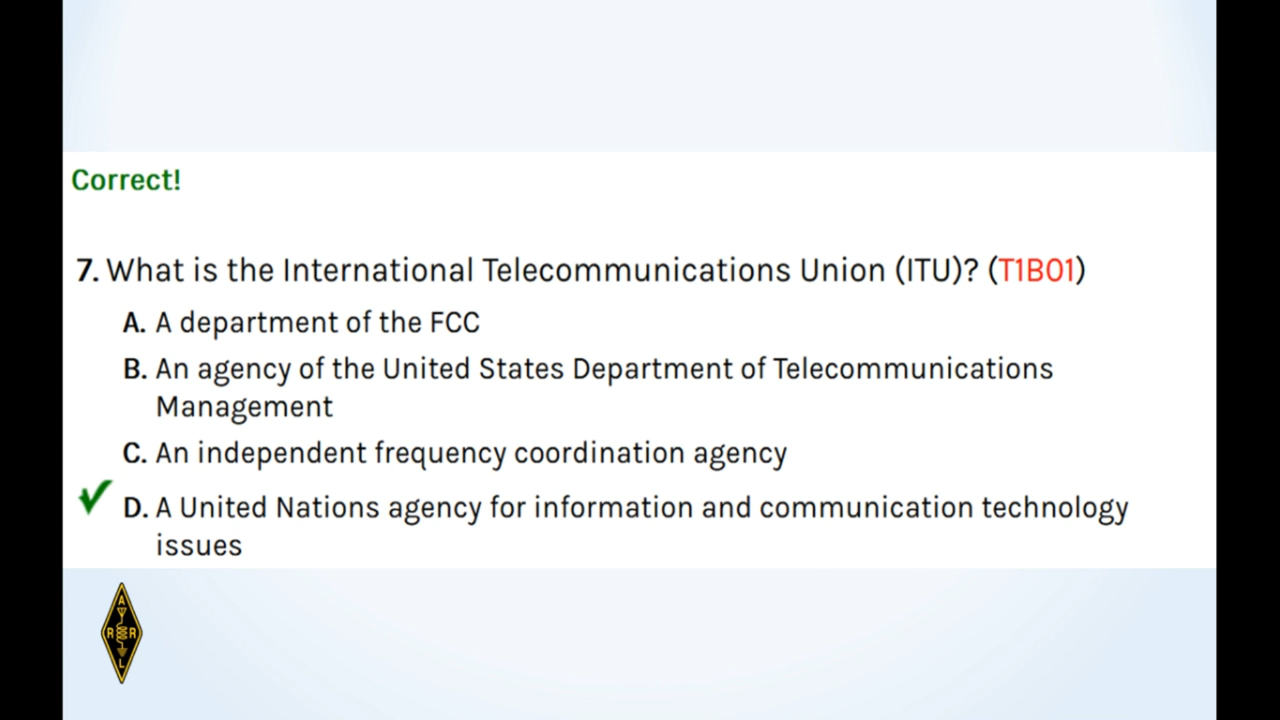 Correct!
7. What is the International Telecommunications Union (ITU)? (T1B01)
A. A department of the FCC
B. An agency of the United States Department of Telecommunications
Management
C. An independent frequency coordination agency
D. A United Nations agency for information and communication technology
issues
A
R R
L